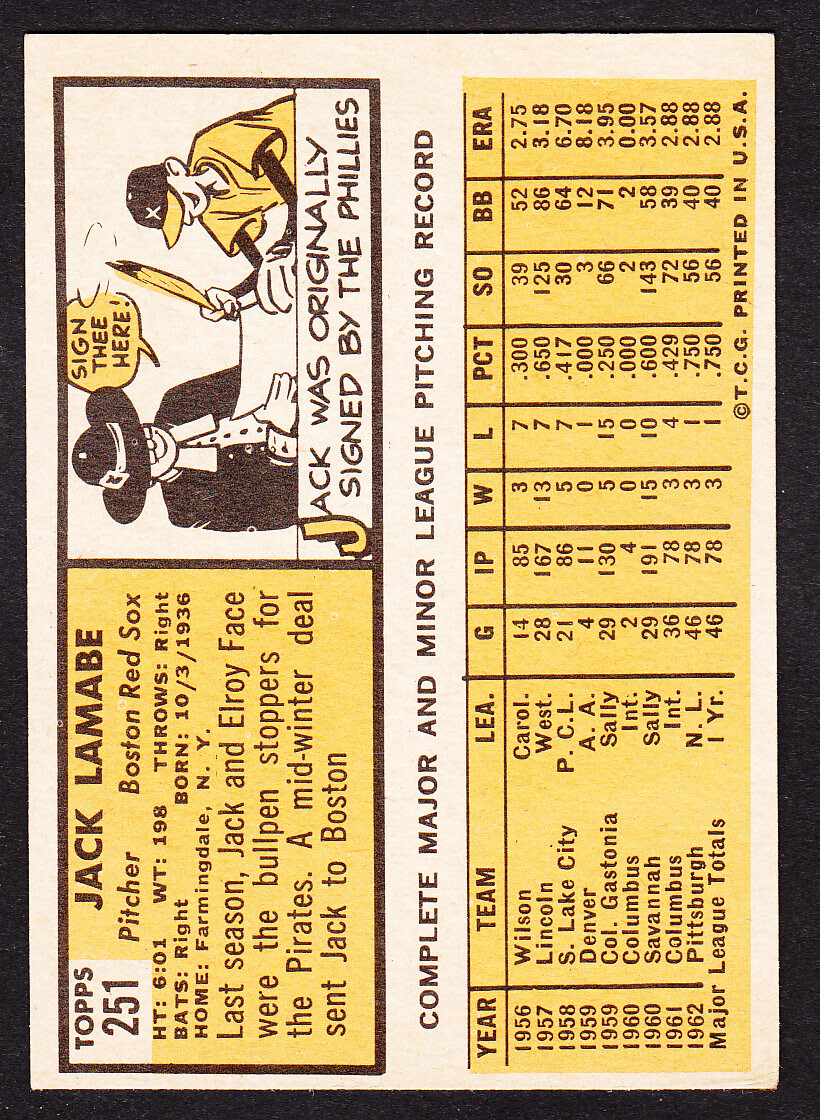 TOPPS
251
JACK LAMABE
Pitcher Boston Red Sox
HT: 6:01 WT: 198 THROWS: Right
BATS: Right BORN: 10/3/1936
HOME: Farmingdale, N. Y.
Last season, Jack and Elroy Face
were the bullpen stoppers for
the Pirates. A mid-winter deal
sent Jack to Boston
SIGN
THEE
HERE!
JACK WAS ORIGINALLY
SIGNED BY THE PHILLIES
COMPLETE MAJOR AND MINOR LEAGUE PITCHING RECORD
YEAR TEAM LEA. G IP W L PCT SO BB ERA
1956 Wilson Carol. 14 85 3 7 .300 39 52 2.75
1957 Lincoln West. 28 167 13 7 .650 125 86 3.18
1958 S. Lake City P. C. L. 21 86 5 7 .417 30 64 6.70
1959 Denver A. A. 4 11 0 1 .000 3 12 8.18
1959 Col. Gastonia Sally 29 130 5 15 .250 66 71 3.95
1960 Columbus Int. 2 4 0 0 .000 2 2 0.00
1960 Savannah Sally 29 191 15 10 .600 143 58 3.57
1961 Columbus Int. 36 78 3 4 .429 72 39 2.88
1962 Pittsburgh N. L. 46 78 3 1 .750 56 40 2.88
Major League Totals 1 Yr. 46 78 3 1 .750 56 40 2.88
©T.C.G. PRINTED IN U.S.A.